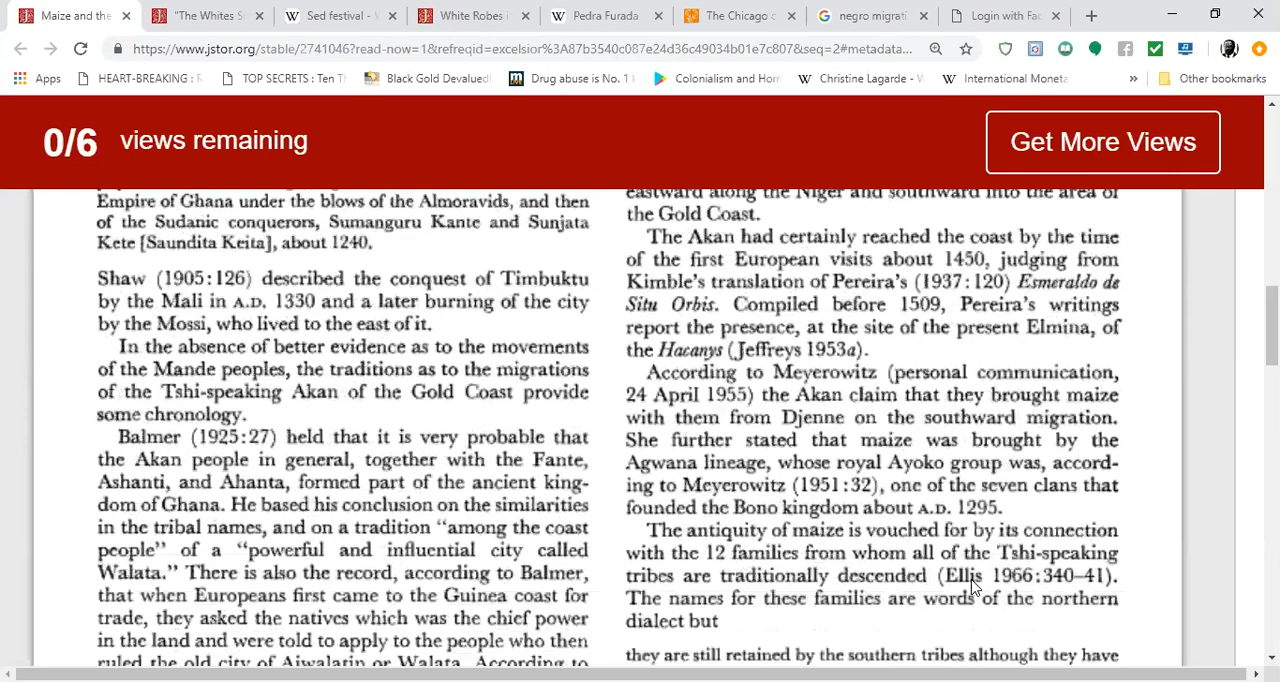 Maize and the
"The Whites S
Sed festival -
White Robes i
Pedra Furada
The Chicago
negro migrati
Login with Fac
https://www.jstor.org/stable/2741046?read-now=1&refreqid=excelsior%3A87b3540c087e24d36c49034b01e7c807&seq=2#metadata...
Apps
HEART-BREAKING : R
TOP SECRETS : Ten Th
Black Gold Devalued
Drug abuse is No. 1
Colonialism and Hom
Christine Lagarde - W
International Moneta
»
Other bookmarks
0/6 views remaining
Get More Views
Empire of Ghana under the blows of the Almoravids, and then
of the Sudanic conquerors, Sumanguru Kante and Sunjata
Kete [Saundita Keita], about 1240.
Shaw (1905:126) described the conquest of Timbuktu
by the Mali in A.D. 1330 and a later burning of the city
by the Mossi, who lived to the east of it.
In the absence of better evidence as to the movements
of the Mande peoples, the traditions as to the migrations
of the Tshi-speaking Akan of the Gold Coast provide
some chronology.
Balmer (1925:27) held that it is very probable that
the Akan people in general, together with the Fante,
Ashanti, and Ahanta, formed part of the ancient king-
dom of Ghana. He based his conclusion on the similarities
in the tribal names, and on a tradition "among the coast
people" of a "powerful and influential city called
Walata." There is also the record, according to Balmer,
that when Europeans first came to the Guinea coast for
trade, they asked the natives which was the chief power
in the land and were told to apply to the people who then
ruled the old city of Aiwalatin or Walata. According to
eastward along the Niger and southward into the area of
the Gold Coast.
The Akan had certainly reached the coast by the time
of the first European visits about 1450, judging from
Kimble's translation of Pereira's (1937:120) Esmeraldo de
Situ Orbis. Compiled before 1509, Pereira's writings
report the presence, at the site of the present Elmina, of
the Hacanys (Jeffreys 1953a).
According to Meyerowitz (personal communication,
24 April 1955) the Akan claim that they brought maize
with them from Djenne on the southward migration.
She further stated that maize was brought by the
Agwana lineage, whose royal Ayoko group was, accord-
ing to Meyerowitz (1951:32), one of the seven clans that
founded the Bono kingdom about A.D. 1295.
The antiquity of maize is vouched for by its connection
with the 12 families from whom all of the Tshi-speaking
tribes are traditionally descended (Ellis 1966:340–41).
The names for these families are words of the northern
dialect but
they are still retained by the southern tribes although they have